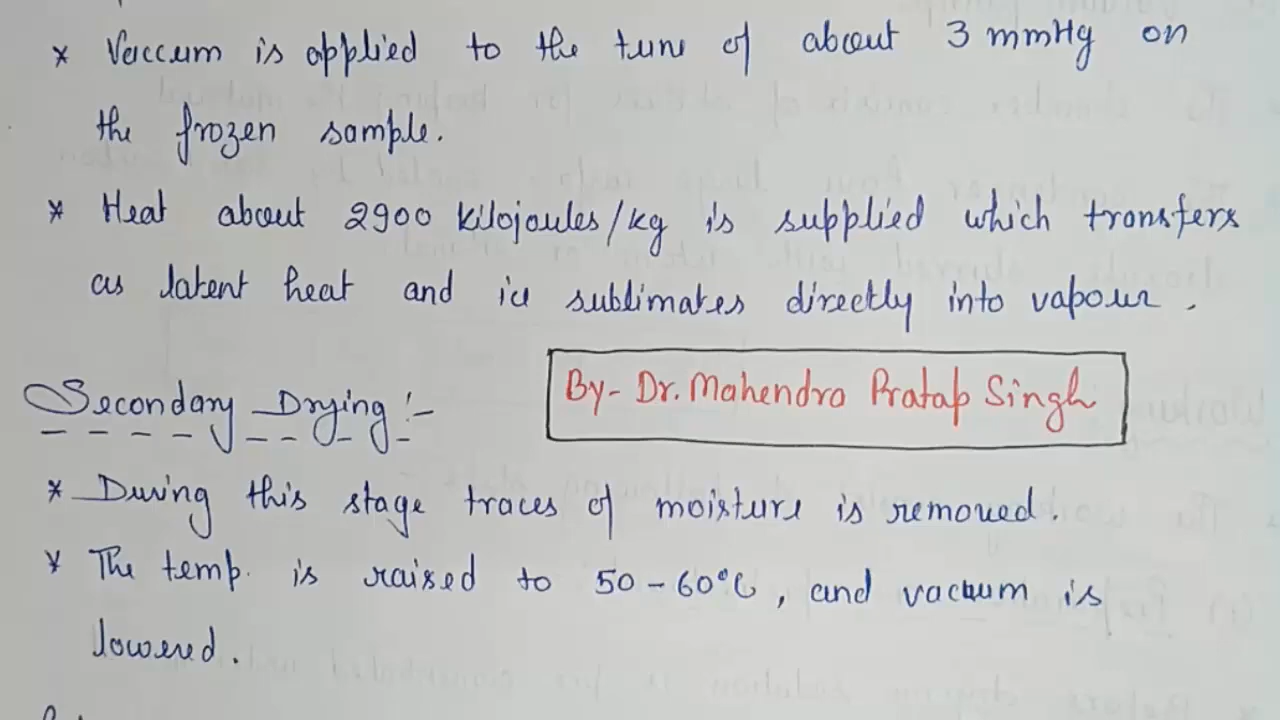 * Vaccum is applied to the tune of about 3 mmHg on
the frozen sample.
* Heat about 2900 kilojoules/kg is supplied which transfers
as latent heat and ice sublimates directly into vapour.
By- Dr. Mahendra Pratap Singh
Secondary Drying :-
* During this stage traces of moisture is removed.
* The temp. is raised to 50-60°C, and vacuum is
lowered.